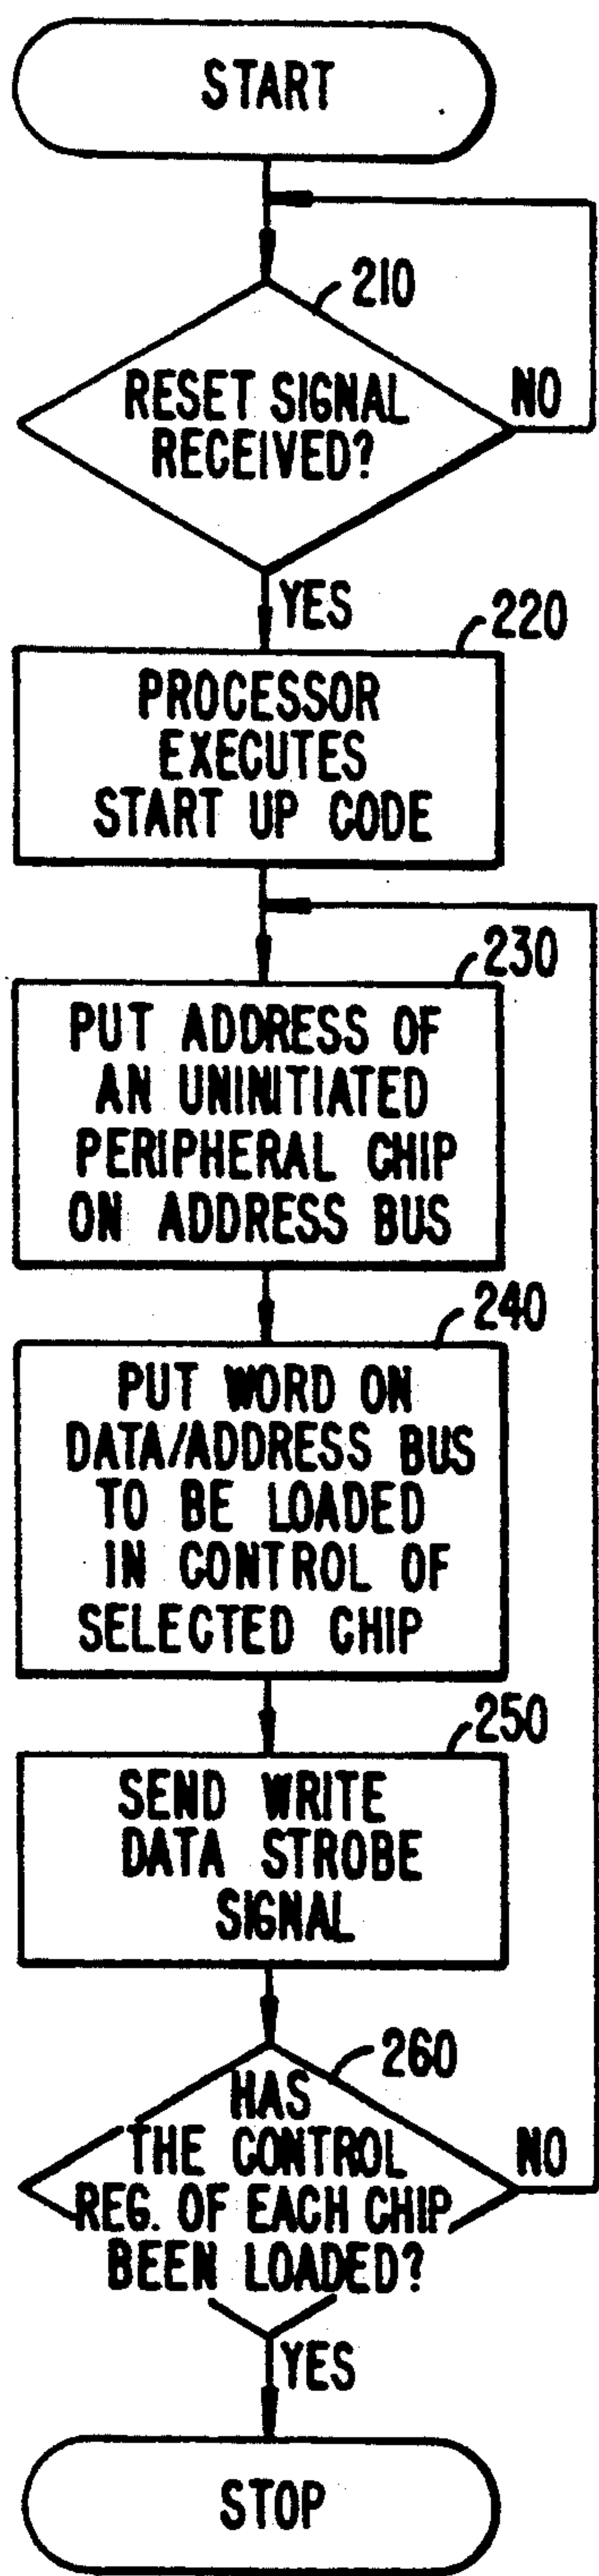 START
210
RESET SIGNAL
RECEIVED?
NO
YES
220
PROCESSOR
EXECUTES
START UP CODE
230
PUT ADDRESS OF
AN UNINITIATED
PERIPHERAL CHIP
ON ADDRESS BUS
240
PUT WORD ON
DATA/ADDRESS BUS
TO BE LOADED
IN CONTROL OF
SELECTED CHIP
250
SEND WRITE
DATA STROBE
SIGNAL
260
HAS
THE CONTROL
REG. OF EACH CHIP
BEEN LOADED?
NO
YES
STOP